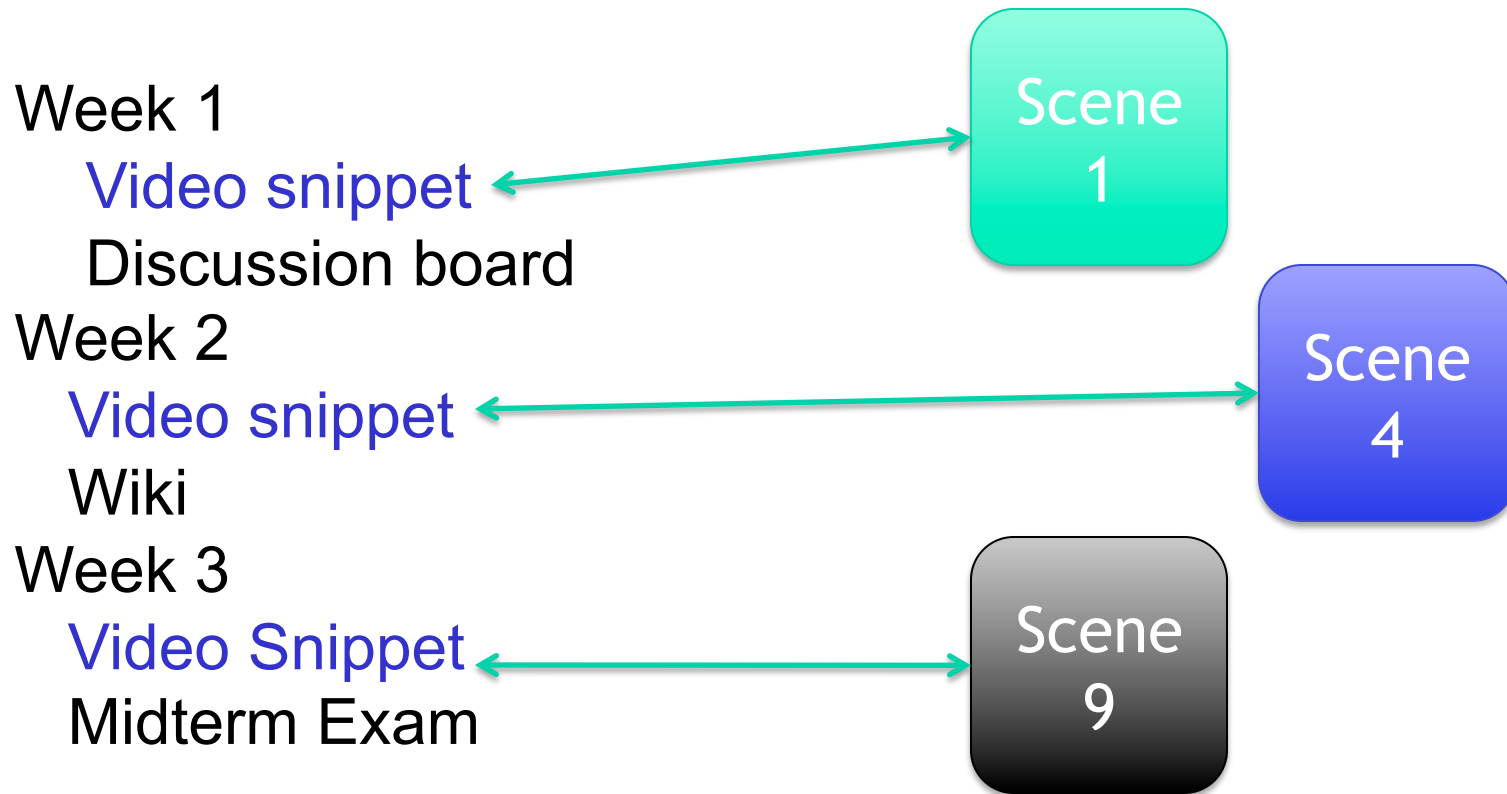 Week 1
Video snippet
Discussion board
Week 2
Video snippet
Wiki
Week 3
Video Snippet
Midterm Exam
Scene
1
Scene
4
Scene
9